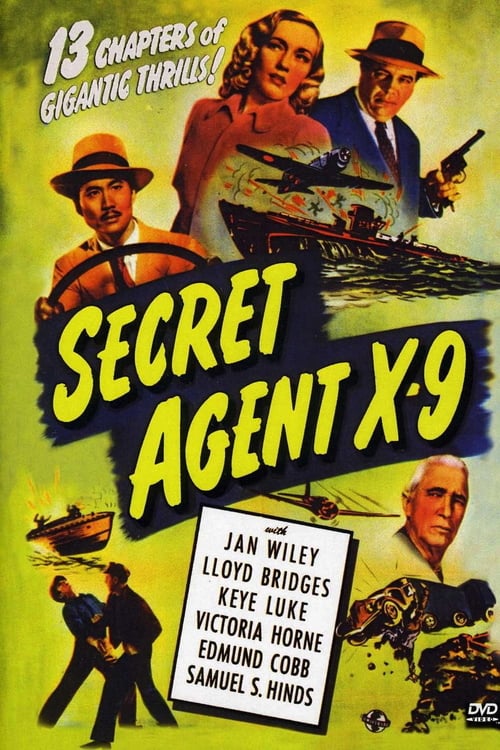 13 CHAPTERS of
GIGANTIC THRILLS!
SECRET
AGENT X-9
with
JAN WILEY
LLOYD BRIDGES
KEYE LUKE
VICTORIA HORNE
EDMUND COBB
SAMUEL S. HINDS
DVD
VIDEO